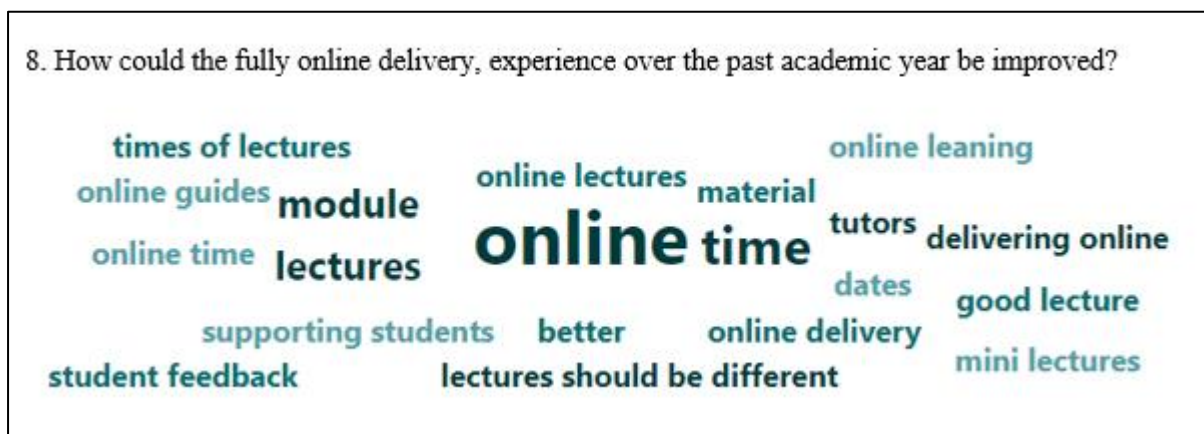 8. How could the fully online delivery, experience over the past academic year be improved?
times of lectures
online leaning
online lectures
online guides
module
material
online time
tutors
delivering online
online time
lectures
dates
good lecture
supporting students
better
online delivery
mini lectures
student feedback
lectures should be different